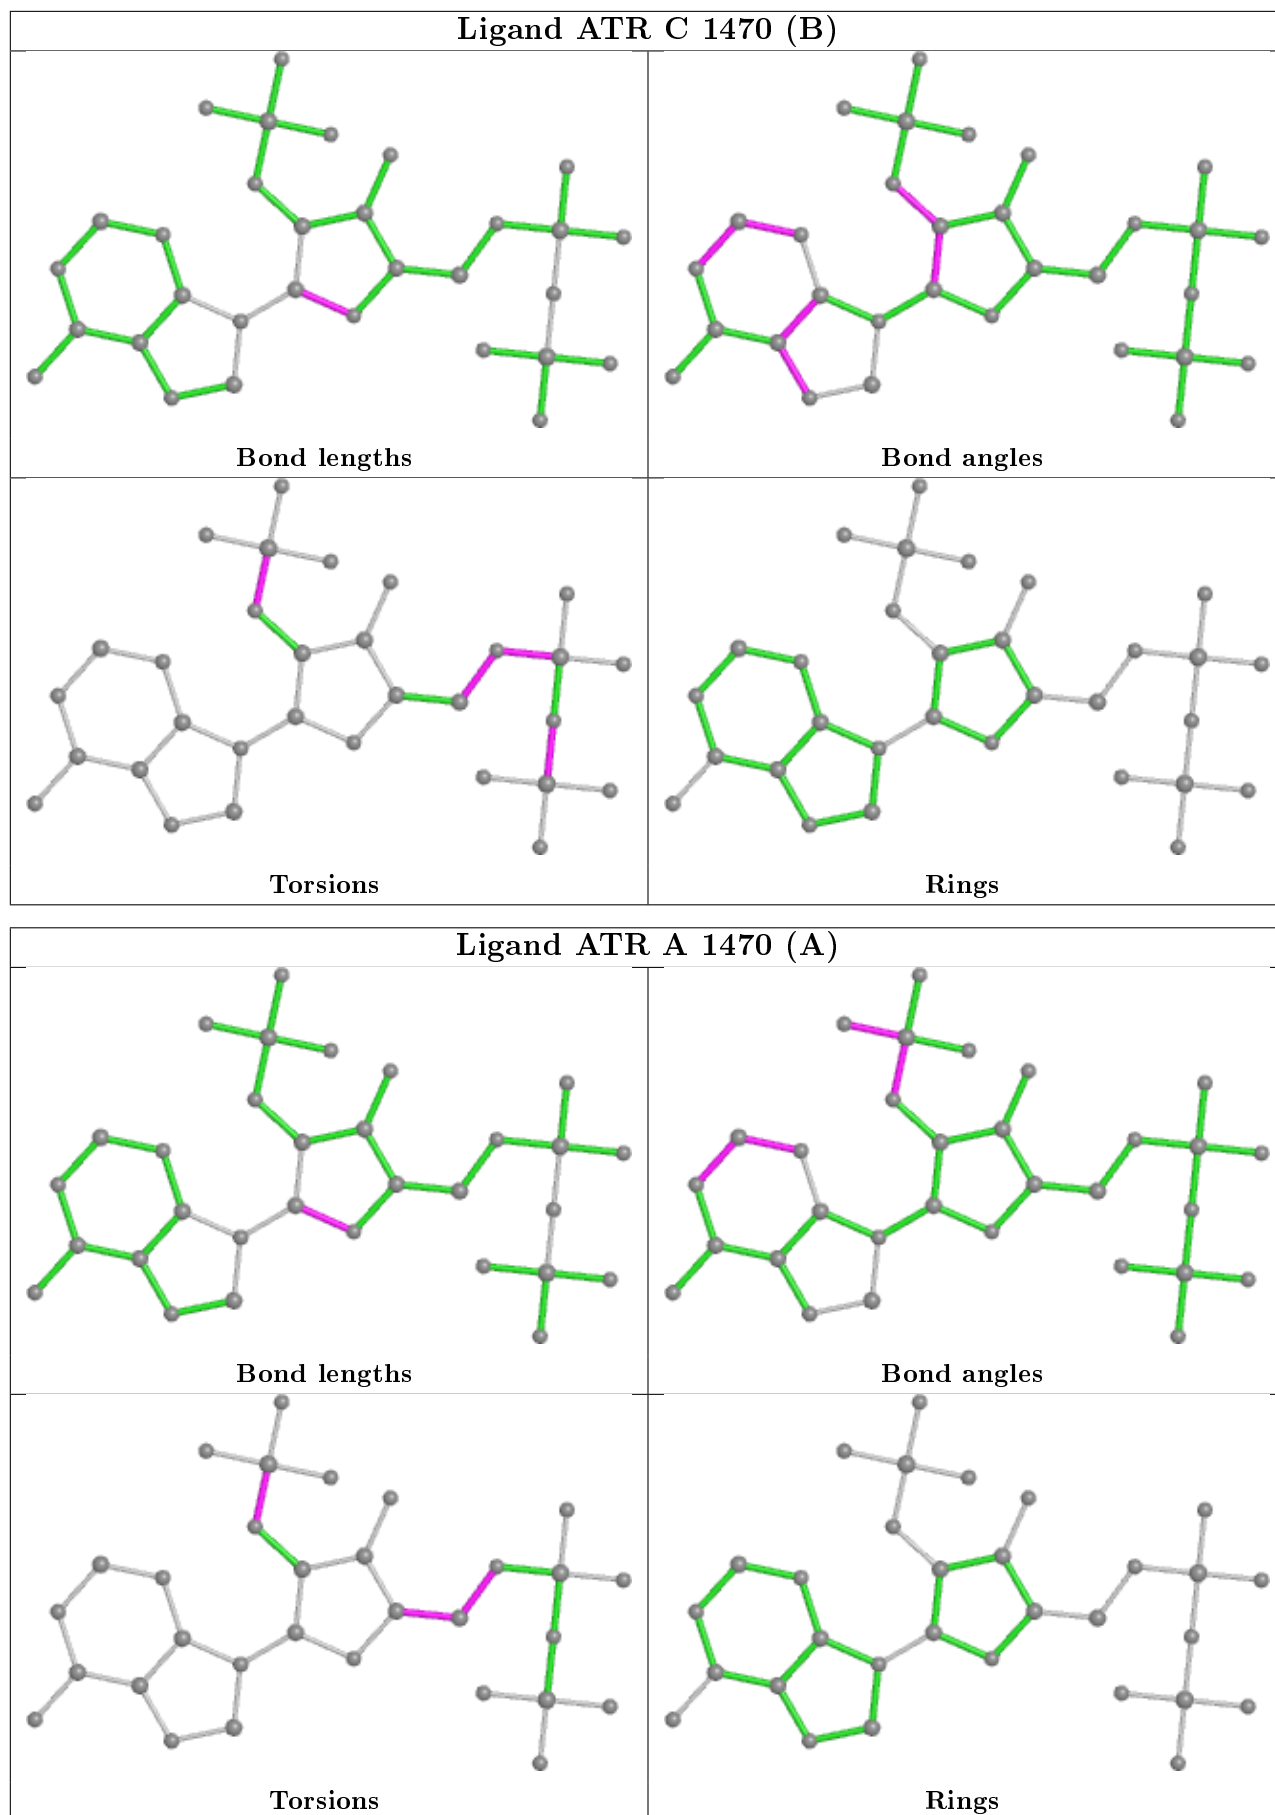 Ligand ATR C 1470 (B)
Bond lengths
Bond angles
Torsions
Rings
Ligand ATR A 1470 (A)
Bond lengths
Bond angles
Torsions
Rings